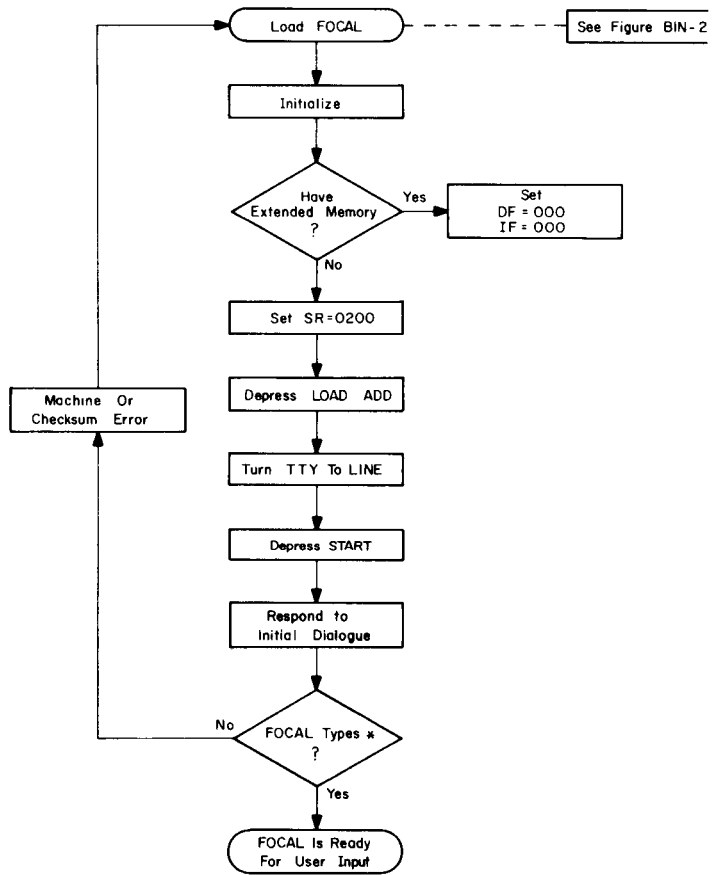 Load FOCAL
See Figure BIN-2
Initialize
Have
Extended Memory
?
Yes
Set
DF = 000
IF = 000
No
Set SR=0200
Machine Or
Checksum Error
Depress LOAD ADD
Turn TTY To LINE
Depress START
Respond to
Initial Dialogue
No
FOCAL Types *
?
Yes
FOCAL Is Ready
For User Input